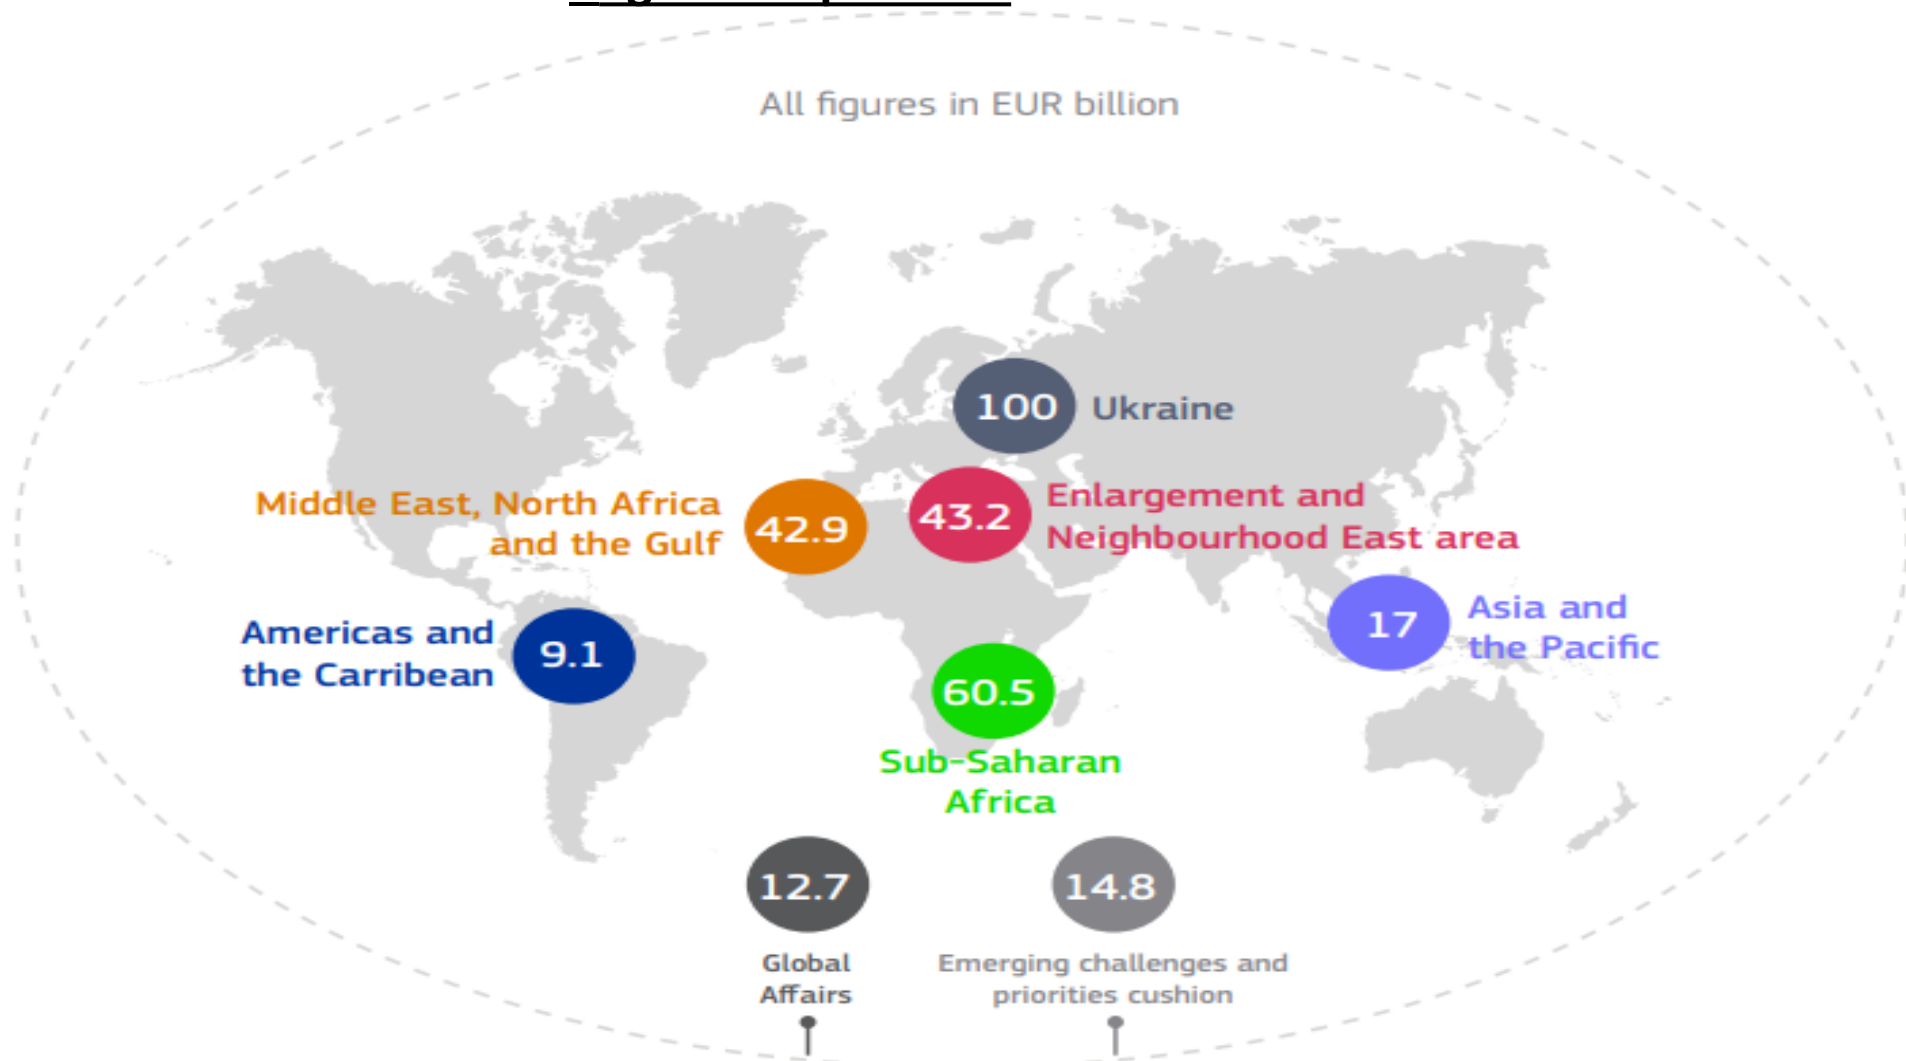 All figures in EUR billion
100 Ukraine
Middle East, North Africa
and the Gulf
42.9
43.2
Enlargement and
Neighbourhood East area
Americas and
the Carribean
9.1
17
Asia and
the Pacific
60.5
Sub-Saharan
Africa
12.7
Global
Affairs
14.8
Emerging challenges and
priorities cushion